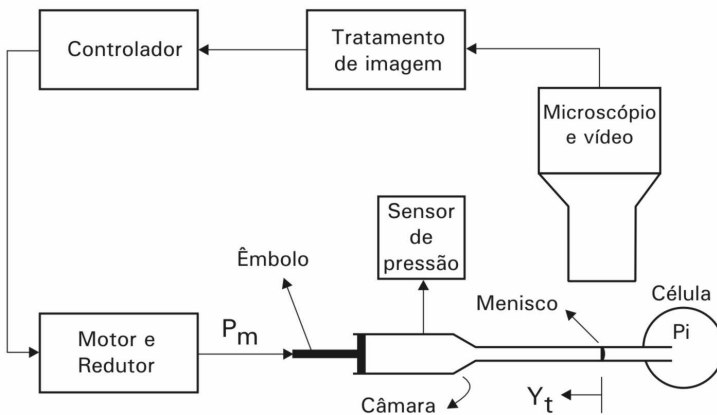 Controlador
Tratamento
de imagem
Microscópio
e vídeo
Sensor
de
pressão
Êmbolo
Menisco
Célula
Pi
Motor e
Redutor
Pm
Câmara
Yt